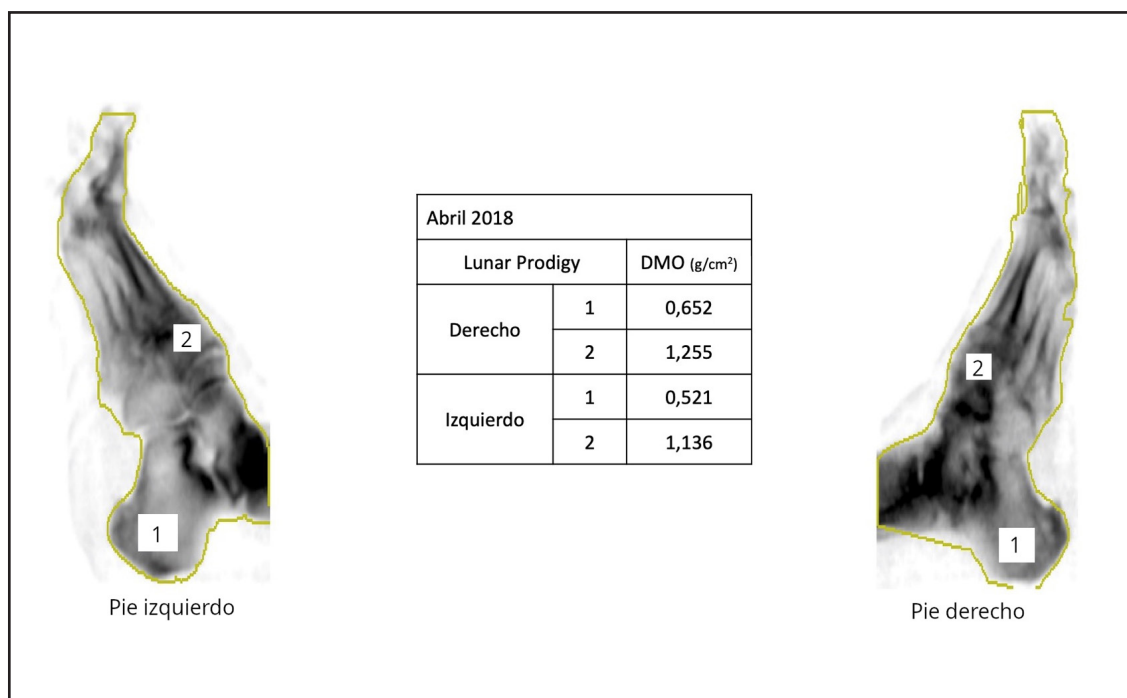 Abril 2018
Lunar Prodigy DMO (g/cm²)
Derecho 1 0,652
2 1,255
Izquierdo 1 0,521
2 1,136
2
1
Pie izquierdo
2
1
Pie derecho